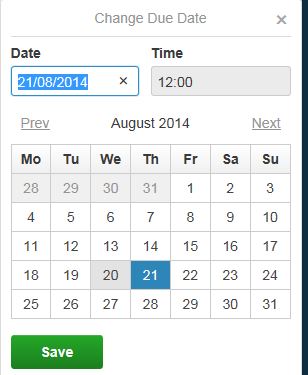 Change Due Date ×
Date Time
21/08/2014 × 12:00
Prev August 2014 Next
Mo Tu We Th Fr Sa Su
28 29 30 31 1 2 3
4 5 6 7 8 9 10
11 12 13 14 15 16 17
18 19 20 21 22 23 24
25 26 27 28 29 30 31
Save